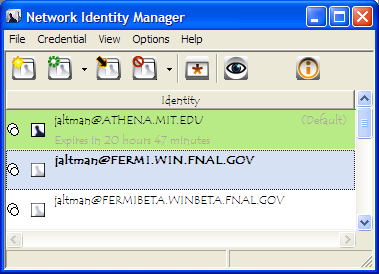 Network Identity Manager
File Credential View Options Help
Identity
jaltman@ATHENA.MIT.EDU (Default)
Expires in 20 hours 47 minutes
jaltman@FERMI.WIN.FNAL.GOV
jaltman@FERMIBETA.WINBETA.FNAL.GOV